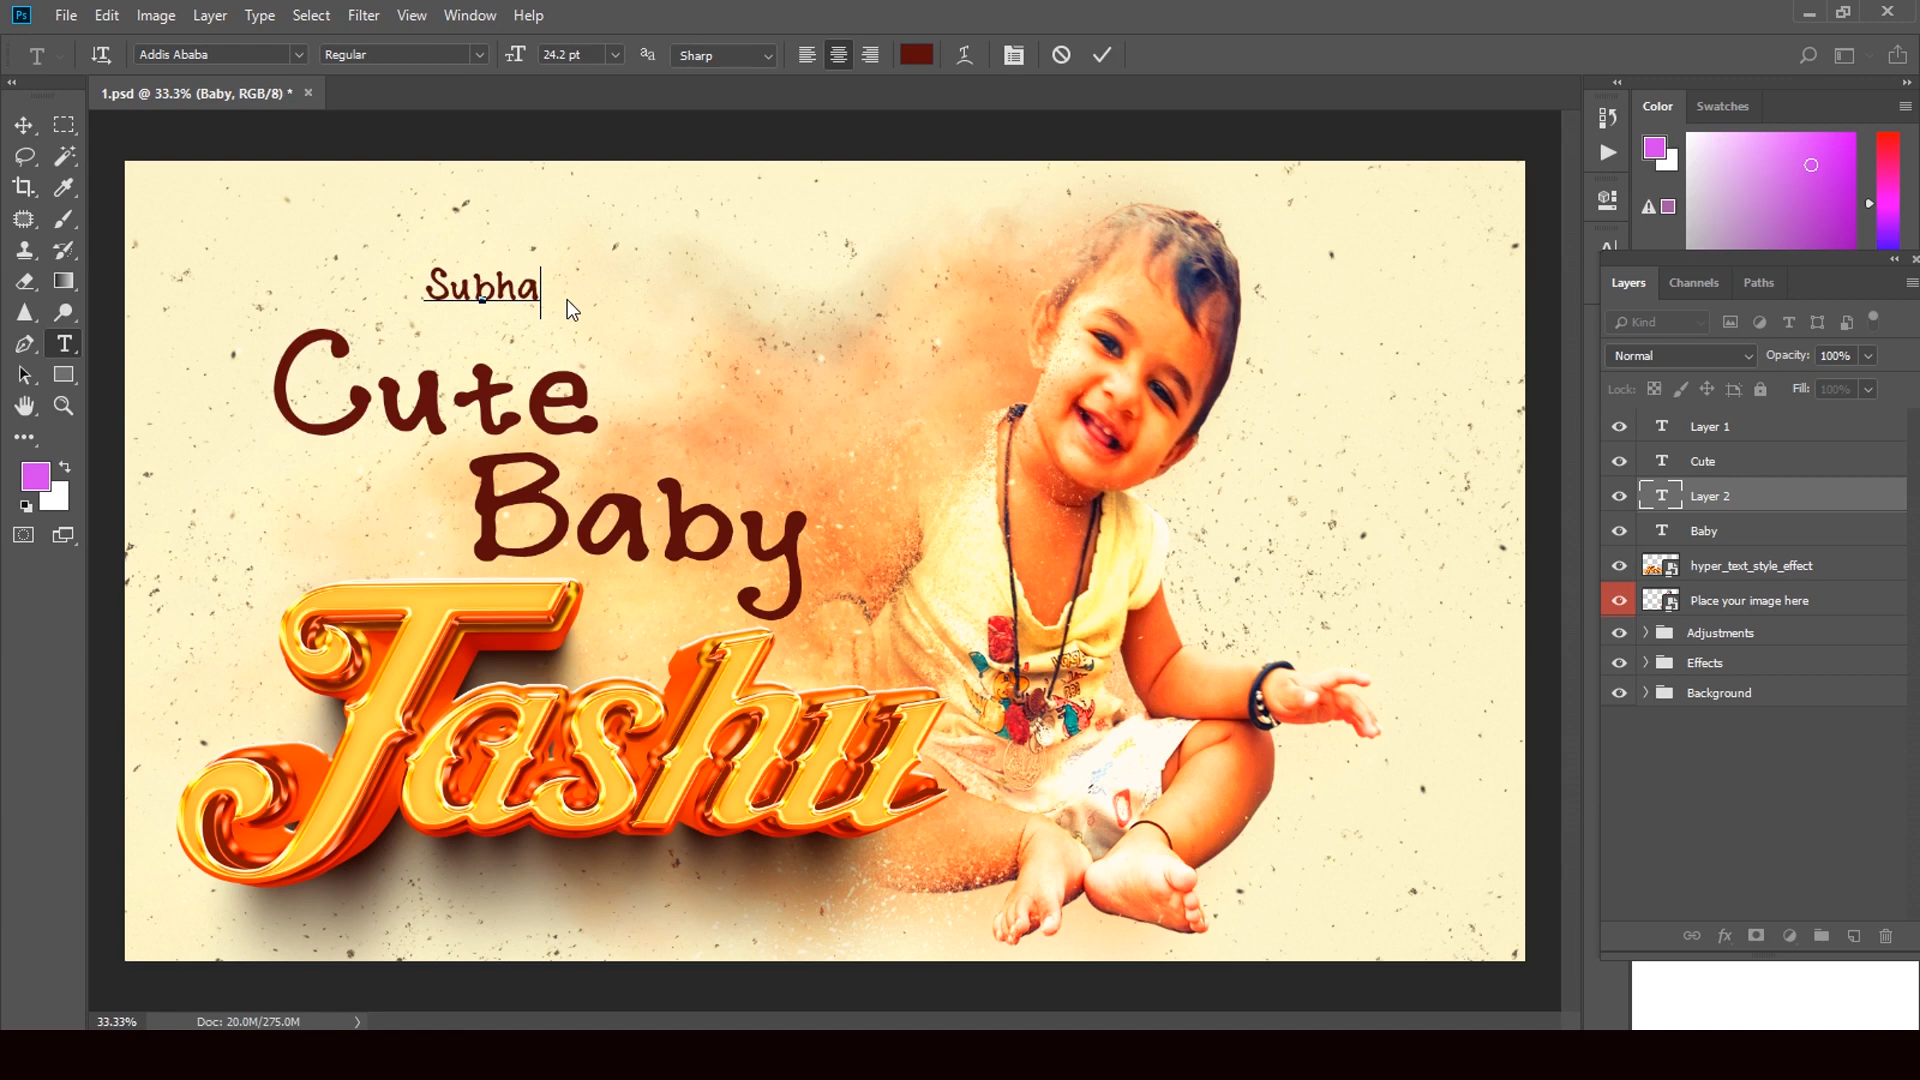 Ps File Edit Image Layer Type Select Filter View Window Help
Addis Ababa Regular 24.2 pt aa Sharp
1.psd @ 33.3% (Baby, RGB/8) * ×
Color Swatches
Subha
Cute
Baby
Jashu
Layers Channels Paths
Kind
Normal Opacity: 100%
Lock: Fill: 100%
T Layer 1
T Cute
T Layer 2
T Baby
hyper_text_style_effect
Place your image here
Adjustments
Effects
Background
fx
33.33% Doc: 20.0M/275.0M